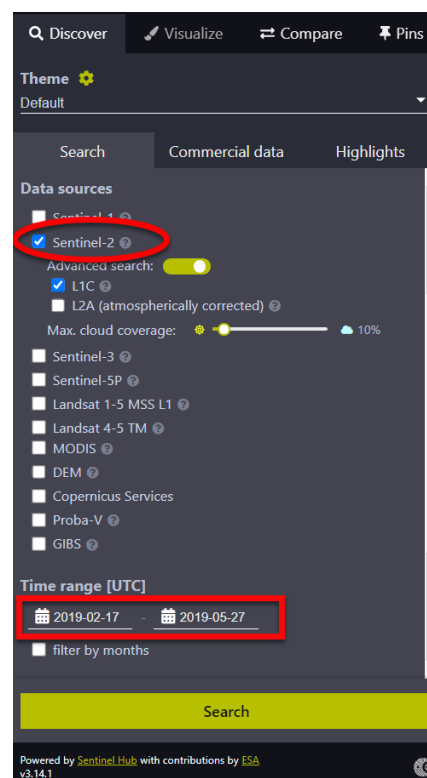 Discover Visualize Compare Pins
Theme
Default
Search Commercial data Highlights
Data sources
Sentinel-1
Sentinel-2
Advanced search:
L1C
L2A (atmospherically corrected)
Max. cloud coverage: 10%
Sentinel-3
Sentinel-5P
Landsat 1-5 MSS L1
Landsat 4-5 TM
MODIS
DEM
Copernicus Services
Proba-V
GIBS
Time range [UTC]
2019-02-17 - 2019-05-27
filter by months
Search
Powered by Sentinel Hub with contributions by ESA
v3.14.1